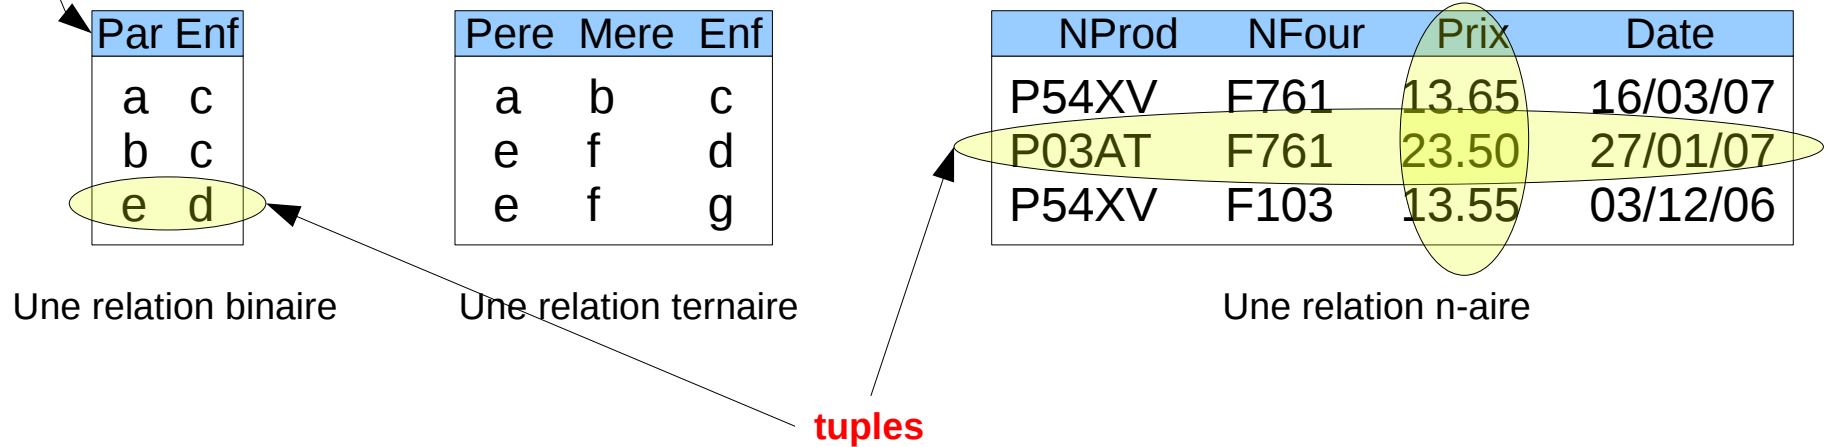 Par Enf
a c
b c
e d
Une relation binaire
Pere Mere Enf
a b c
e f d
e f g
Une relation ternaire
NProd NFour Prix Date
P54XV F761 13.65 16/03/07
P03AT F761 23.50 27/01/07
P54XV F103 13.55 03/12/06
Une relation n-aire
tuples